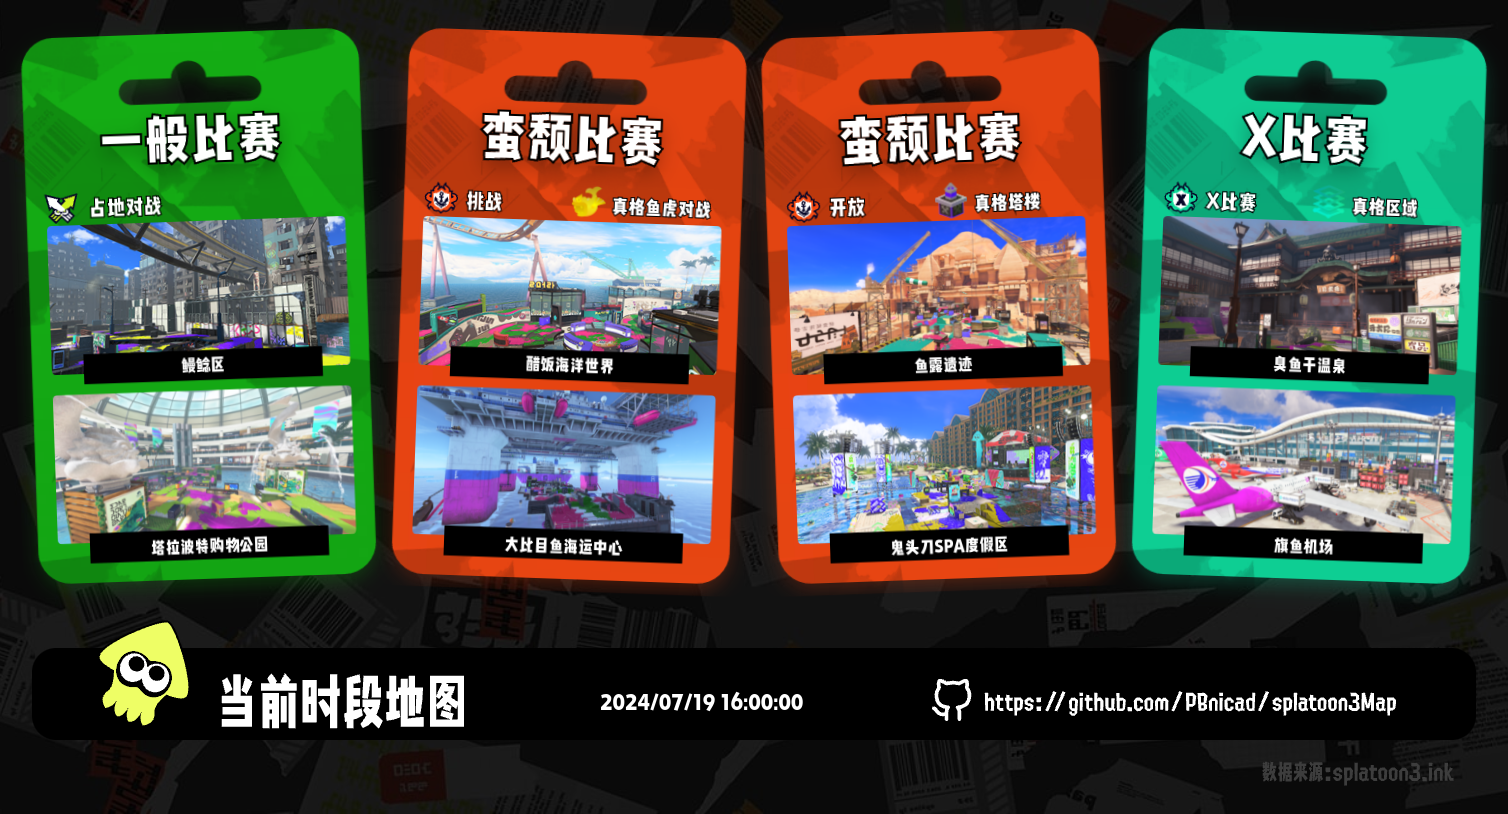 一般比赛
占地对战
鳗鲶区
塔拉波特购物公园
蛮颓比赛
挑战
真格鱼虎对战
醋饭海洋世界
大比目鱼海运中心
蛮颓比赛
开放
真格塔楼
鱼露遗迹
鬼头刀SPA度假区
X比赛
X比赛
真格区域
臭鱼干温泉
旗鱼机场
当前时段地图
2024/07/19 16:00:00
https://github.com/PBnicad/splatoon3Map
数据来源:splatoon3.ink